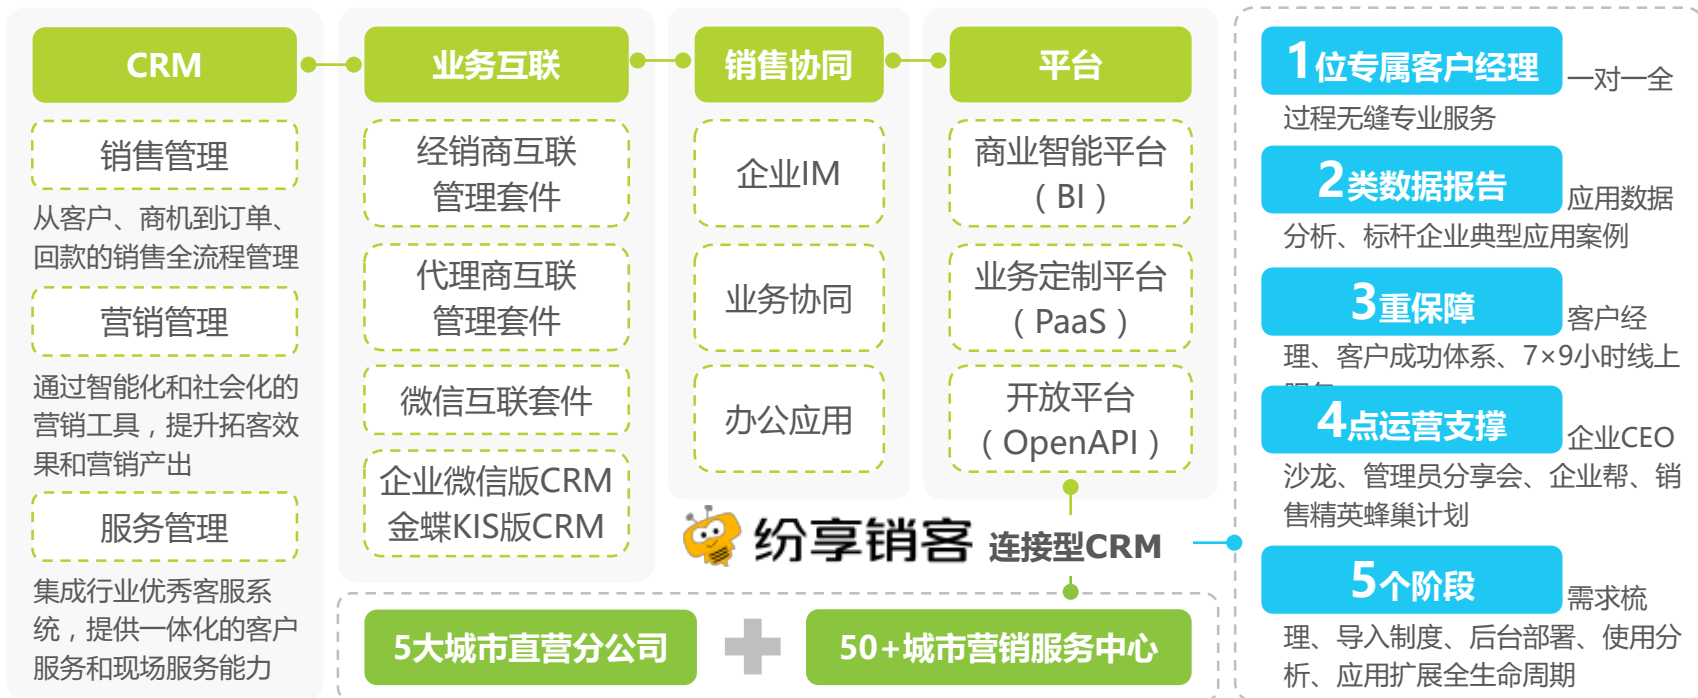 CRM
销售管理
从客户、商机到订单、
回款的销售全流程管理
营销管理
通过智能化和社会化的
营销工具，提升拓客效
果和营销产出
服务管理
集成行业优秀客服系
统，提供一体化的客户
服务和现场服务能力
业务互联
经销商互联
管理套件
代理商互联
管理套件
微信互联套件
企业微信版CRM
金蝶KIS版CRM
销售协同
企业IM
业务协同
办公应用
平台
商业智能平台
（BI）
业务定制平台
（PaaS）
开放平台
（OpenAPI）
纷享销客 连接型CRM
5大城市直营分公司
50+城市营销服务中心
1位专属客户经理 一对一全
过程无缝专业服务
2类数据报告 应用数据
分析、标杆企业典型应用案例
3重保障 客户经
理、客户成功体系、7×9小时线上
4点运营支撑 企业CEO
沙龙、管理员分享会、企业帮、销
售精英蜂巢计划
5个阶段 需求梳
理、导入制度、后台部署、使用分
析、应用扩展全生命周期